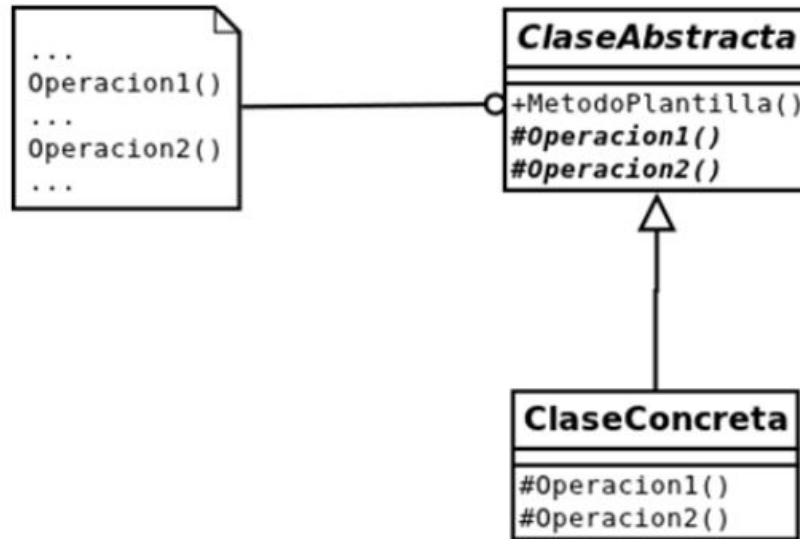 ...
Operacion1()
...
Operacion2()
...
ClaseAbstracta
+MetodoPlantilla()
#Operacion1()
#Operacion2()
ClaseConcreta
#Operacion1()
#Operacion2()